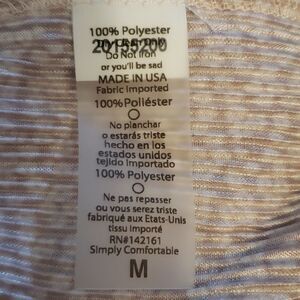 100% Polyester
20155200
Do Not Iron
or you'll be sad
MADE IN USA
Fabric Imported
100% Poliéster
No planchar
o estarás triste
hecho en los
estados unidos
tejido importado
100% Polyester
Ne pas repasser
ou vous serez triste
fabriqué aux Etats-Unis
tissu importé
RN#142161
Simply Comfortable
M